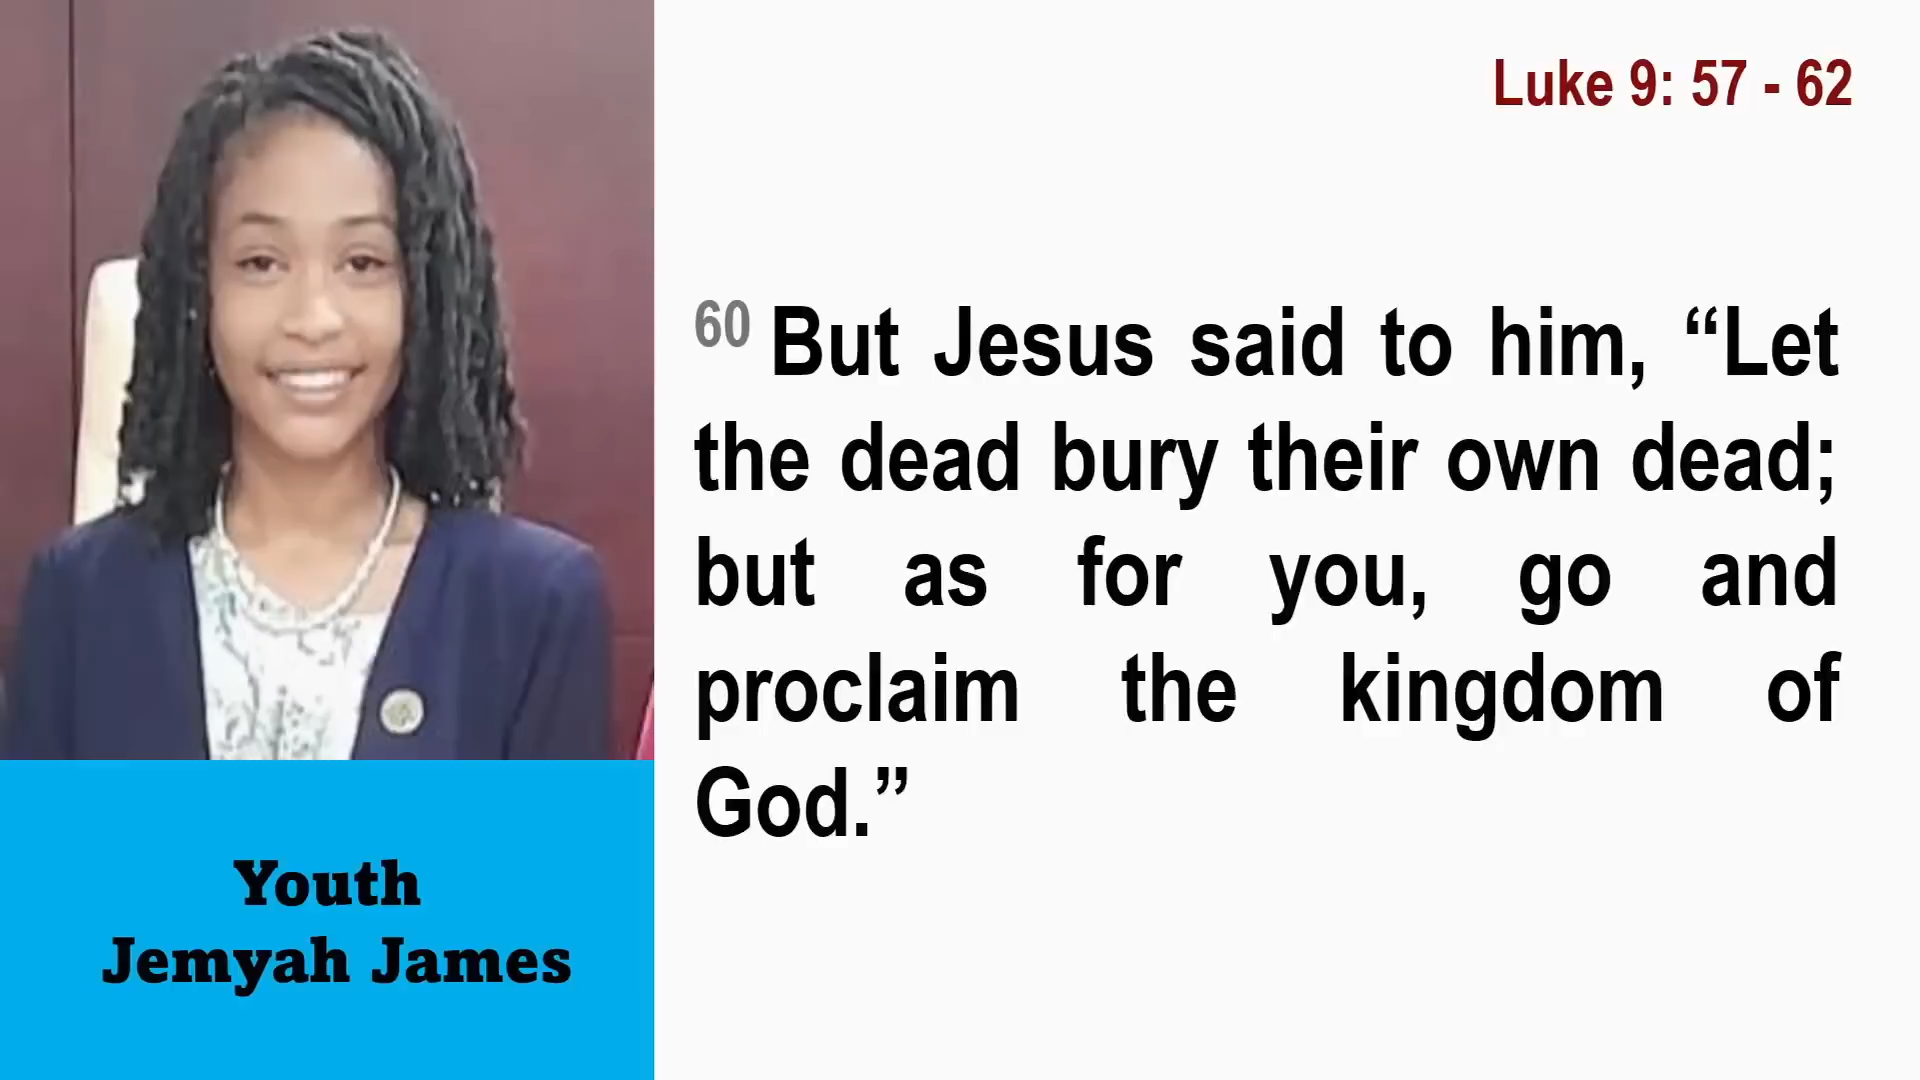 Luke 9: 57 - 62
60 But Jesus said to him, “Let
the dead bury their own dead;
but as for you, go and
proclaim the kingdom of
God.”
Youth
Jemyah James